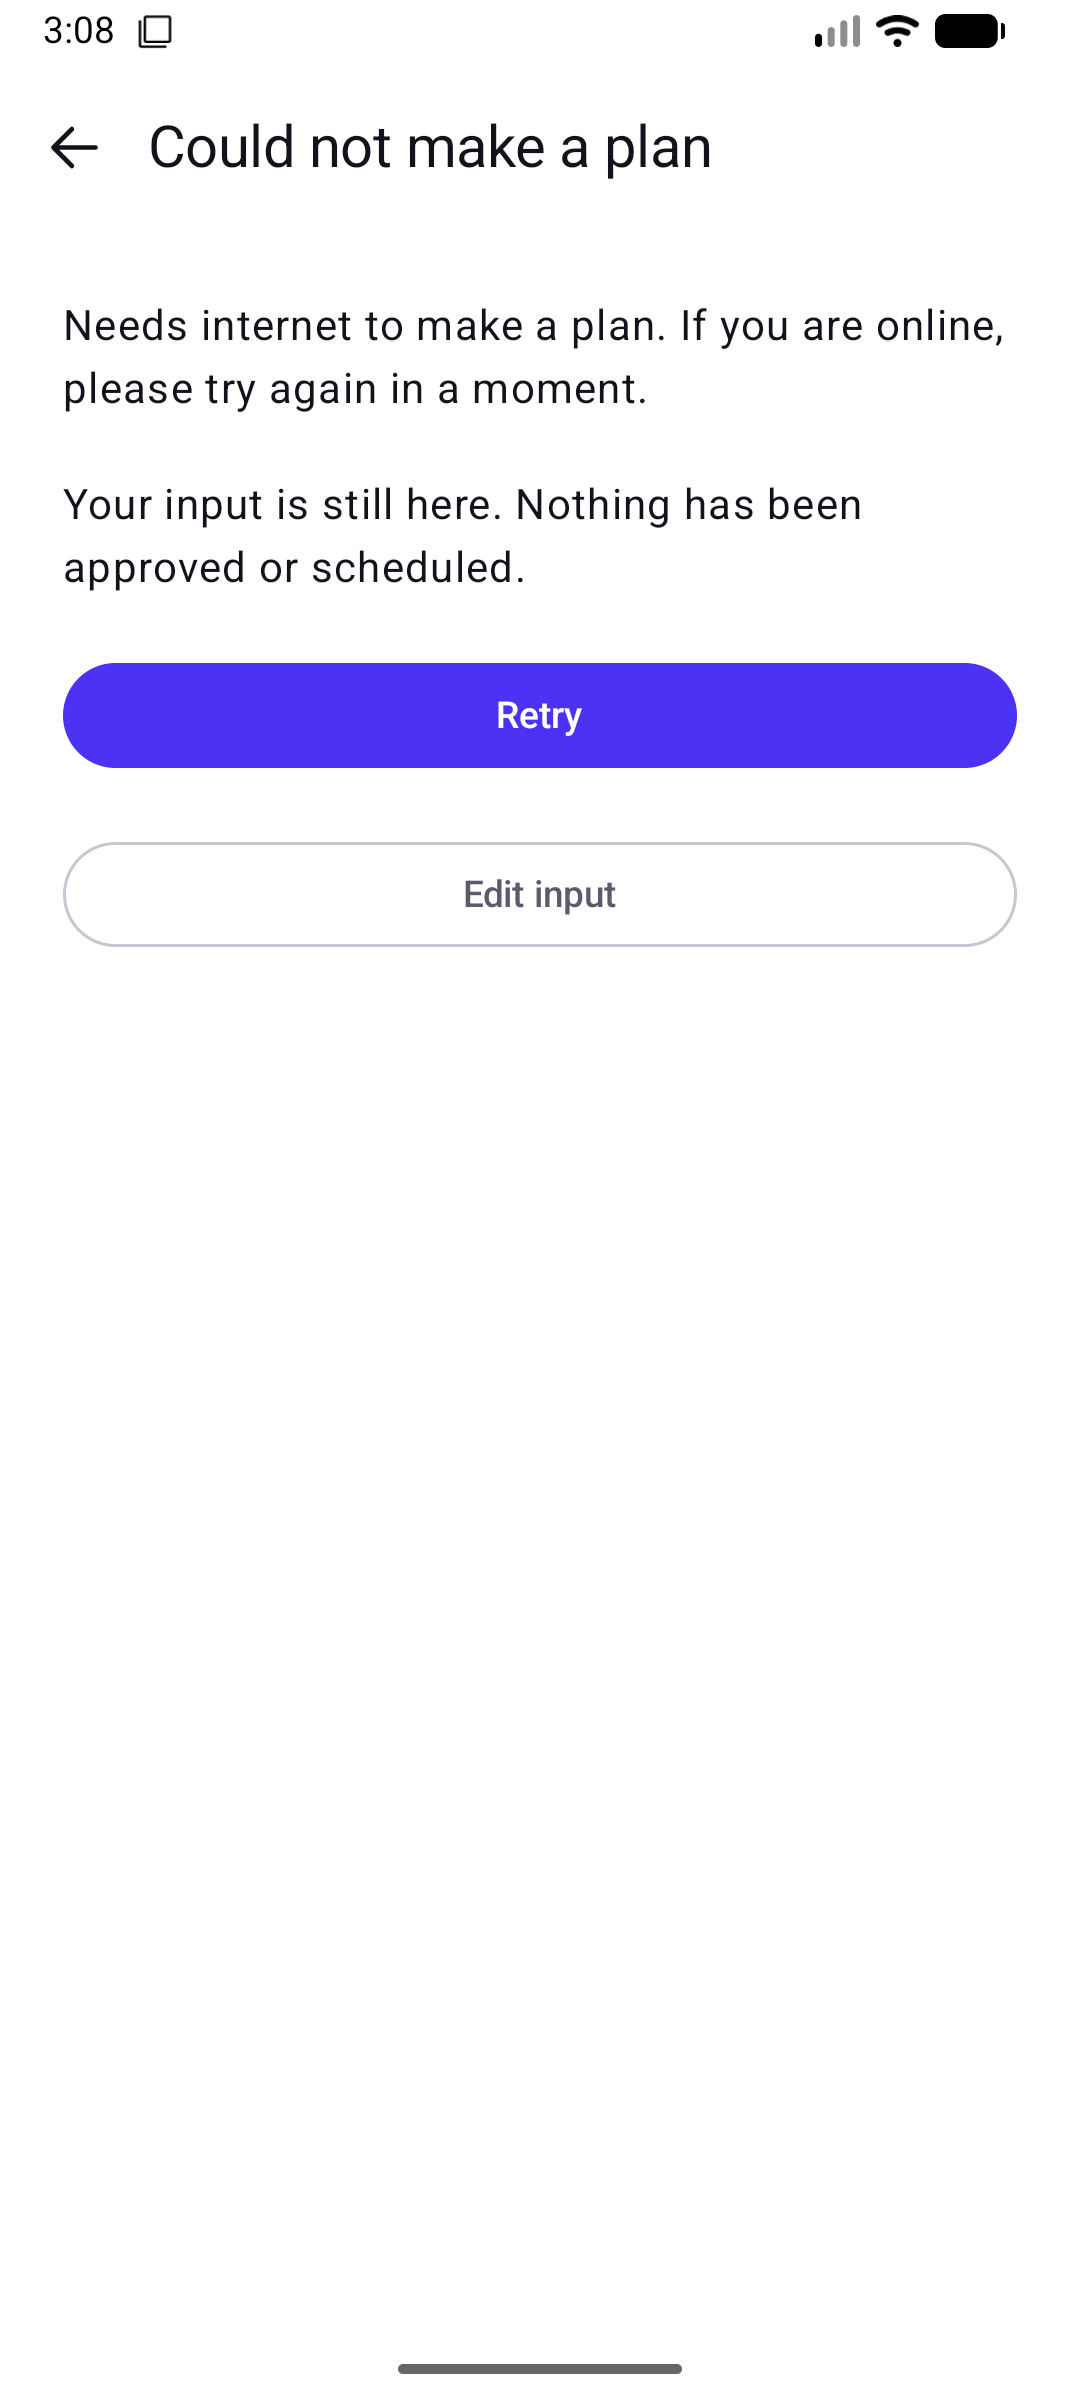 3:08
Could not make a plan
Needs internet to make a plan. If you are online,
please try again in a moment.
Your input is still here. Nothing has been
approved or scheduled.
Retry
Edit input